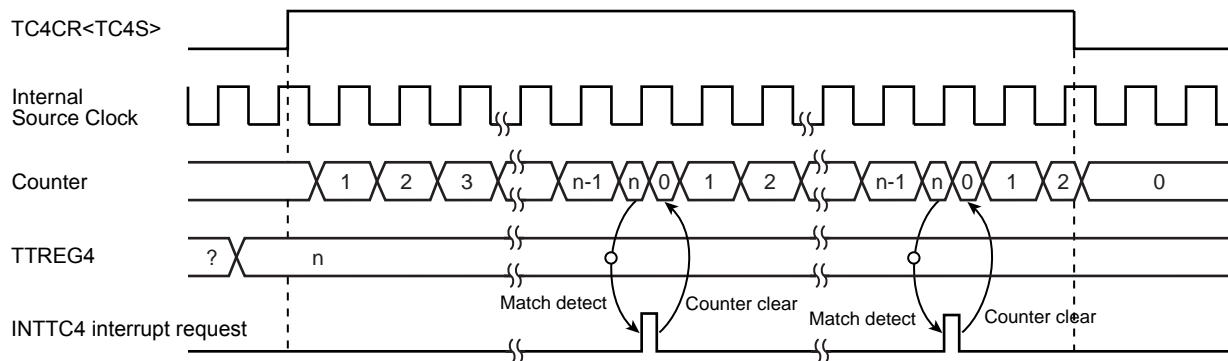 TC4CR<TC4S>
Internal
Source Clock
Counter
1 2 3 n-1 n 0 1 2 n-1 n 0 1 2 0
TTREG4
? n
Match detect Counter clear Match detect Counter clear
INTTC4 interrupt request